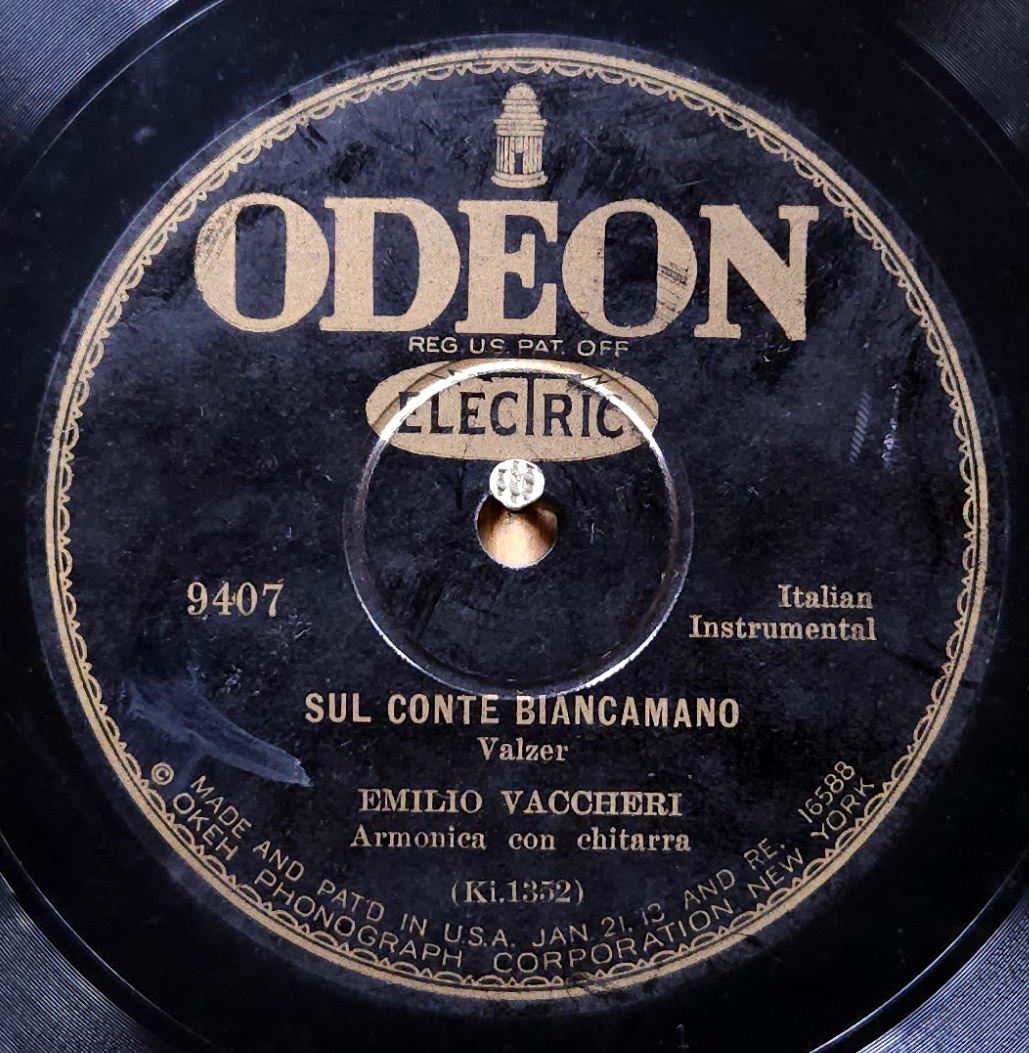 ODEON
REG. U.S. PAT. OFF
ELECTRIC
9407
Italian
Instrumental
SUL CONTE BIANCAMANO
Valzer
EMILIO VACCHERI
Armonica con chitarra
(Ki.1352)
MADE AND PAT'D IN U.S.A. JAN. 21, 13 AND RE. 16588
© OKEH PHONOGRAPH CORPORATION NEW YORK